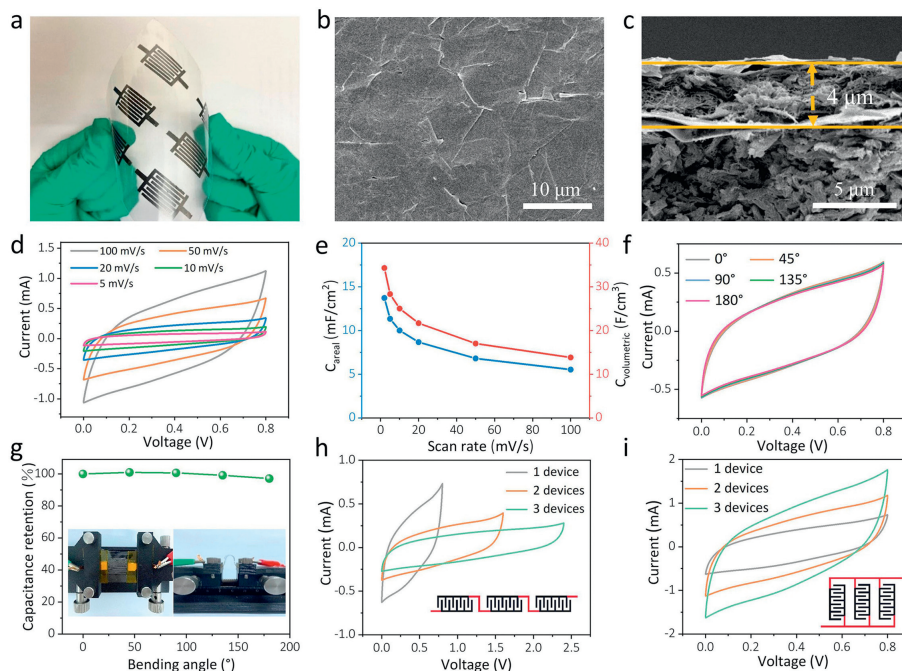 a
b
c
10 μm
4 μm
5 μm
d
100 mV/s
50 mV/s
20 mV/s
10 mV/s
5 mV/s
1.5
1.0
0.5
0.0
-0.5
-1.0
Current (mA)
0.0 0.2 0.4 0.6 0.8
Voltage (V)
e
20
15
10
5
0
C areal (mF/cm²)
40
30
20
10
0
C volumetric (F/cm³)
0 20 40 60 80 100
Scan rate (mV/s)
f
0°
45°
90°
135°
180°
0.5
0.0
-0.5
Current (mA)
0.0 0.2 0.4 0.6 0.8
Voltage (V)
g
100
80
60
40
20
0
Capacitance retention (%)
0 50 100 150 200
Bending angle (°)
h
1 device
2 devices
3 devices
1.0
0.5
0.0
-0.5
-1.0
Current (mA)
0.0 0.5 1.0 1.5 2.0 2.5
Voltage (V)
i
1 device
2 devices
3 devices
2
1
0
-1
-2
Current (mA)
0.0 0.2 0.4 0.6 0.8
Voltage (V)